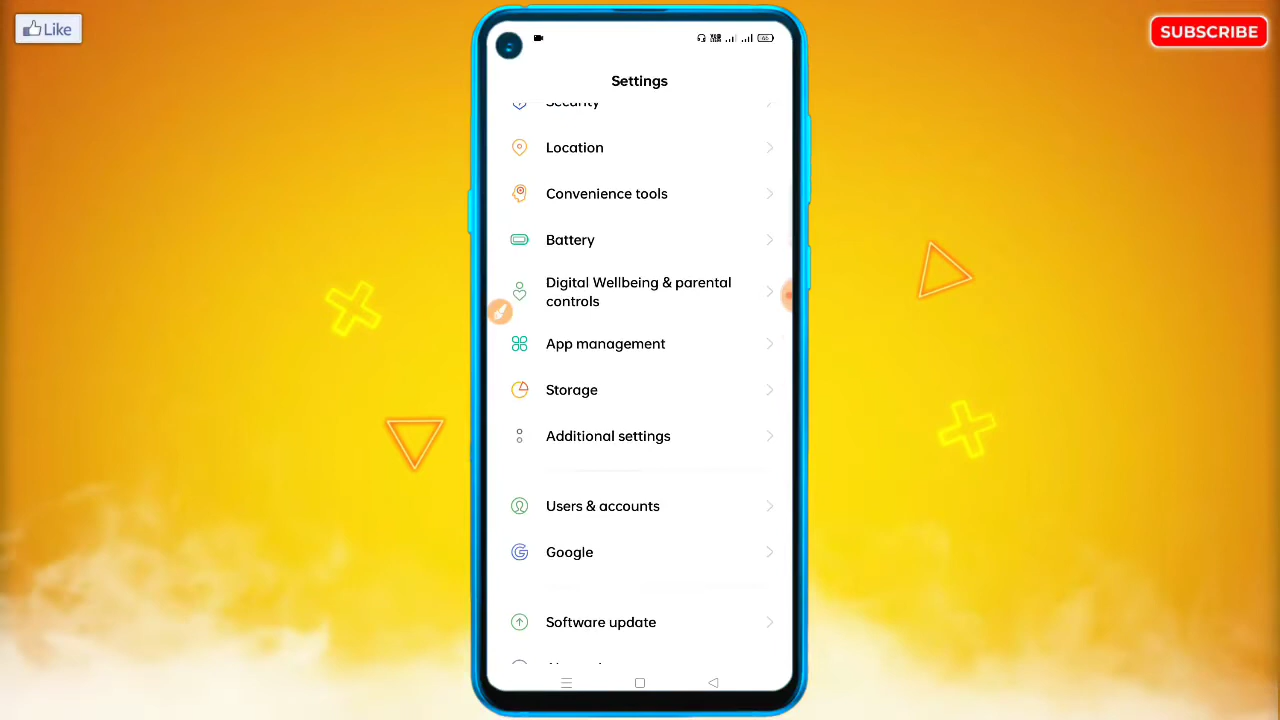 Like
SUBSCRIBE
Settings
Security
Location
Convenience tools
Battery
Digital Wellbeing & parental
controls
App management
Storage
Additional settings
Users & accounts
Google
Software update